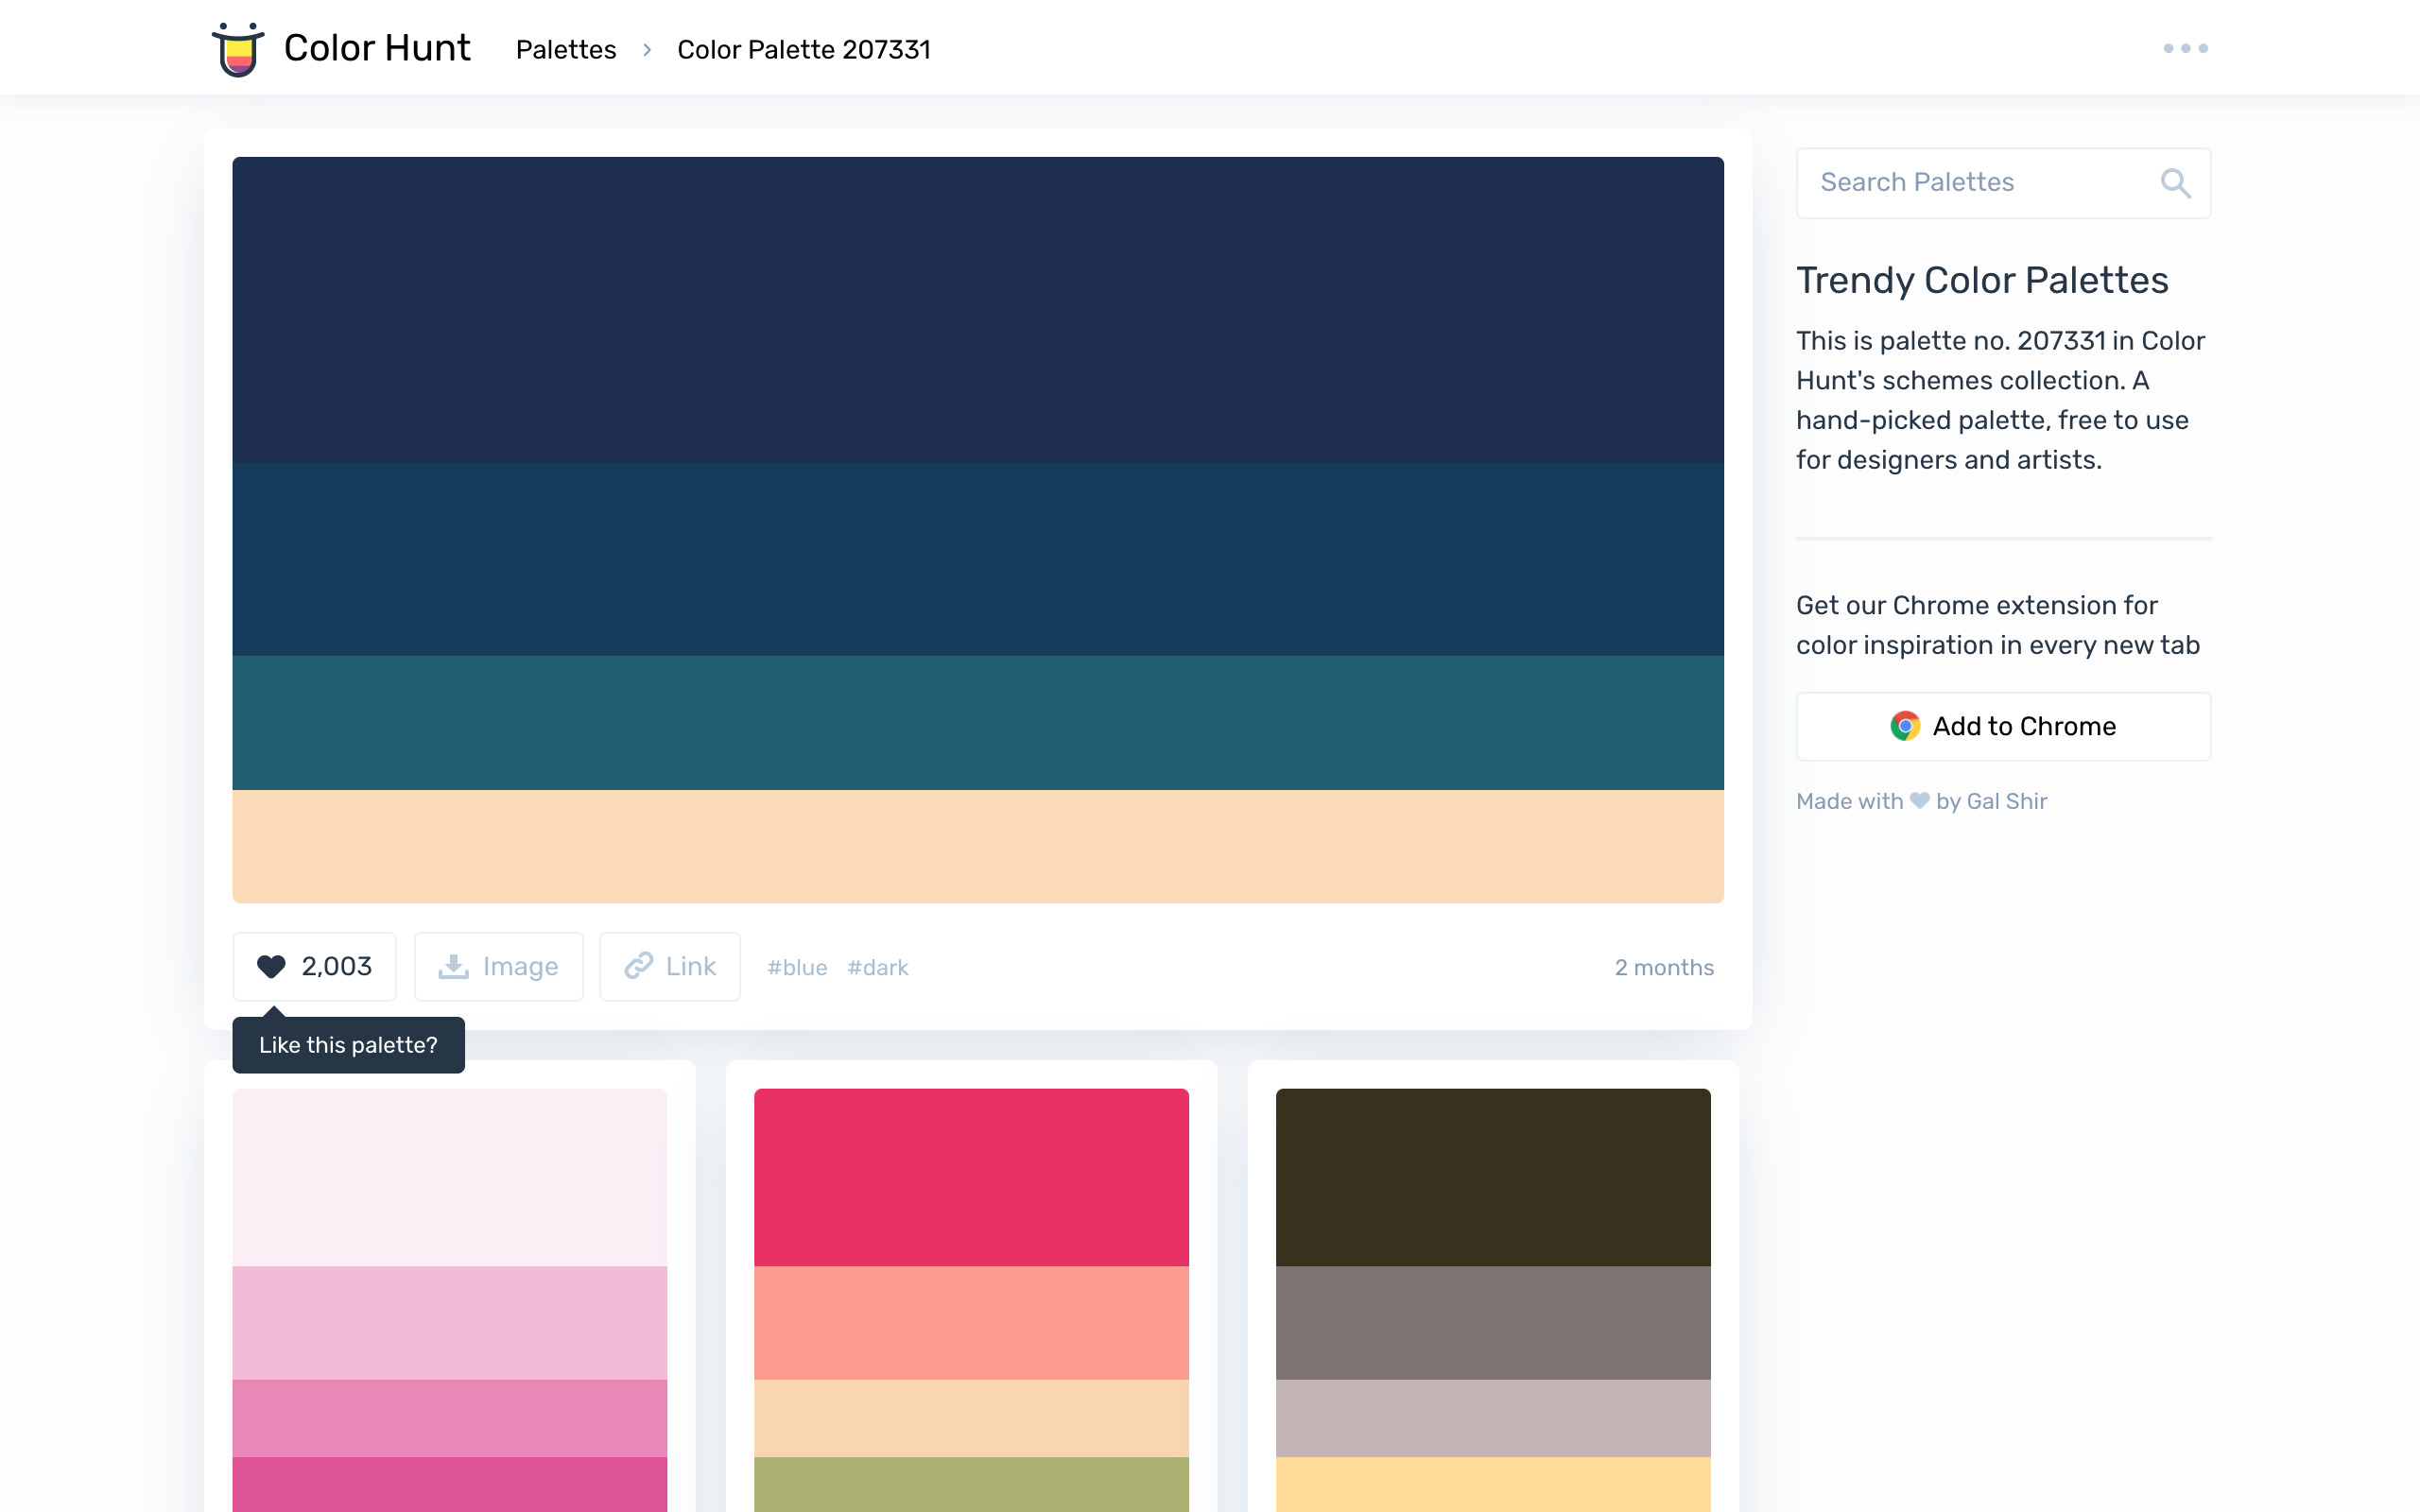 Color Hunt
Palettes › Color Palette 207331
Search Palettes
Trendy Color Palettes
This is palette no. 207331 in Color
Hunt's schemes collection. A
hand-picked palette, free to use
for designers and artists.
Get our Chrome extension for
color inspiration in every new tab
Add to Chrome
Made with ♥ by Gal Shir
2,003
Image
Link
#blue #dark
2 months
Like this palette?